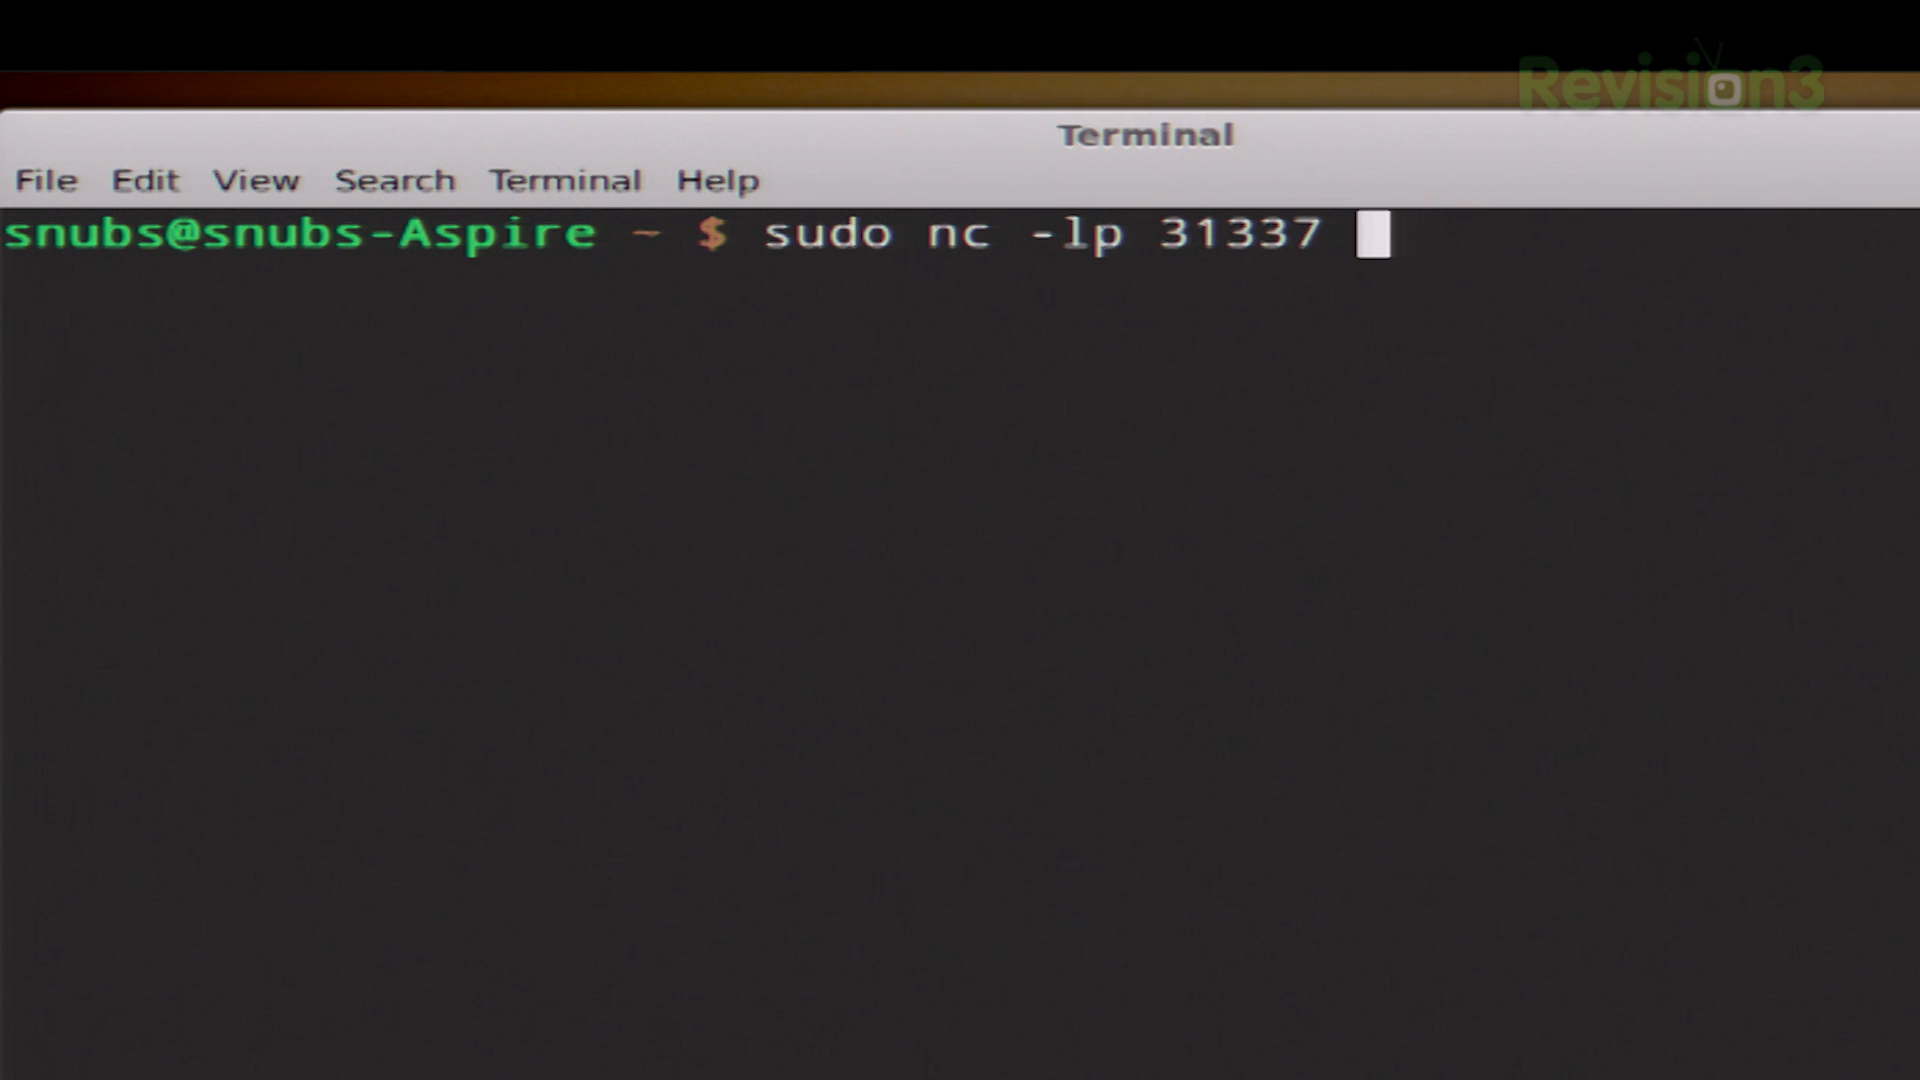 Revision3
Terminal
File Edit View Search Terminal Help
snubs@snubs-Aspire ~ $ sudo nc -lp 31337